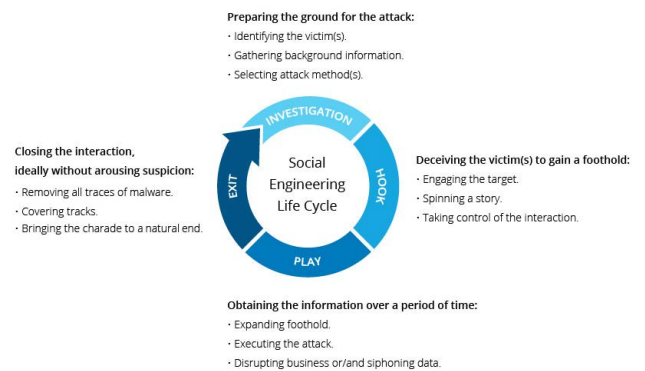 Preparing the ground for the attack:
· Identifying the victim(s).
· Gathering background information.
· Selecting attack method(s).
INVESTIGATION
Closing the interaction,
ideally without arousing suspicion:
· Removing all traces of malware.
· Covering tracks.
· Bringing the charade to a natural end.
EXIT
Social
Engineering
Life Cycle
HOOK
Deceiving the victim(s) to gain a foothold:
· Engaging the target.
· Spinning a story.
· Taking control of the interaction.
PLAY
Obtaining the information over a period of time:
· Expanding foothold.
· Executing the attack.
· Disrupting business or/and siphoning data.